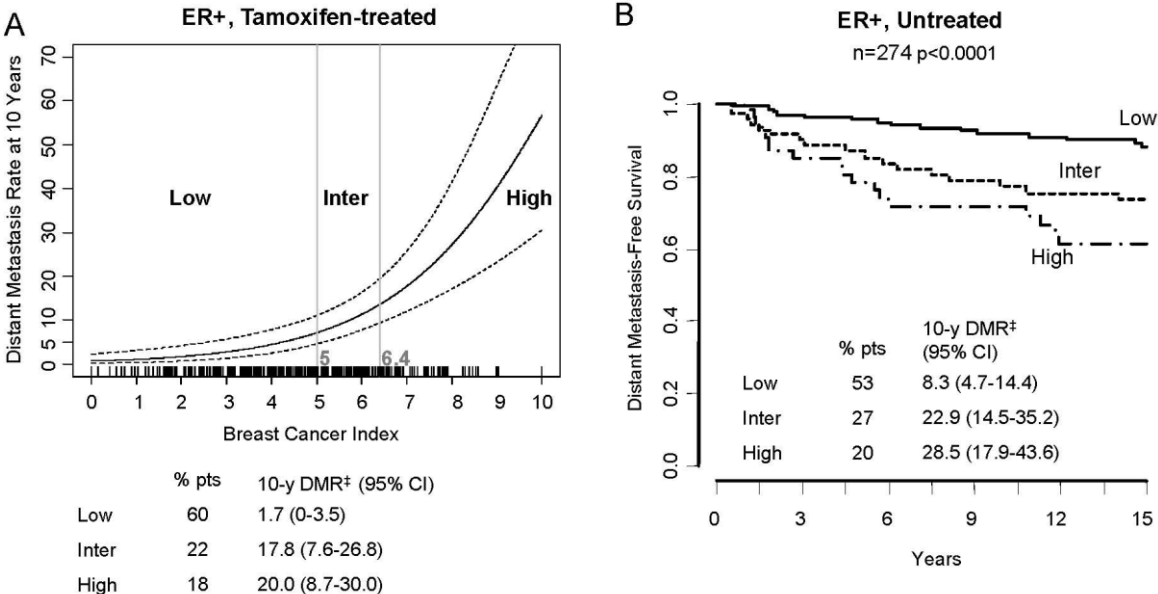 A
ER+, Tamoxifen-treated
Distant Metastasis Rate at 10 Years
70
60
50
40
30
20
10
5
0
Low
Inter
High
5
6.4
0 1 2 3 4 5 6 7 8 9 10
Breast Cancer Index
% pts 10-y DMR‡ (95% CI)
Low 60 1.7 (0-3.5)
Inter 22 17.8 (7.6-26.8)
High 18 20.0 (8.7-30.0)
B
ER+, Untreated
n=274 p<0.0001
Distant Metastasis-Free Survival
1.0
0.8
0.6
0.4
0.2
0.0
Low
Inter
High
10-y DMR‡
% pts (95% CI)
Low 53 8.3 (4.7-14.4)
Inter 27 22.9 (14.5-35.2)
High 20 28.5 (17.9-43.6)
0 3 6 9 12 15
Years